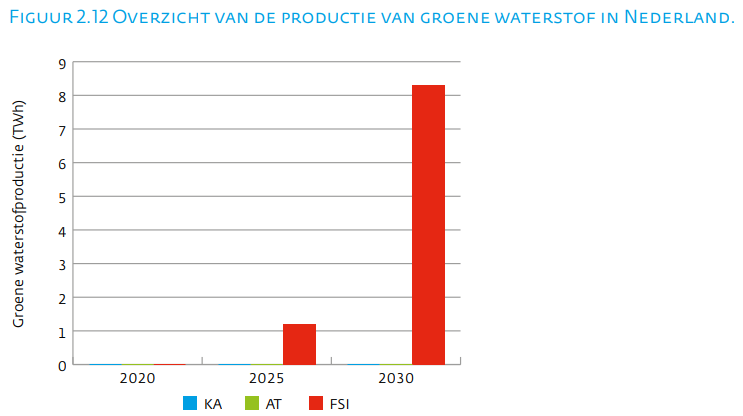 Figuur 2.12 Overzicht van de productie van groene waterstof in Nederland.
Groene waterstofproductie (TWh)
9
8
7
6
5
4
3
2
1
0
2020 2025 2030
KA AT FSI